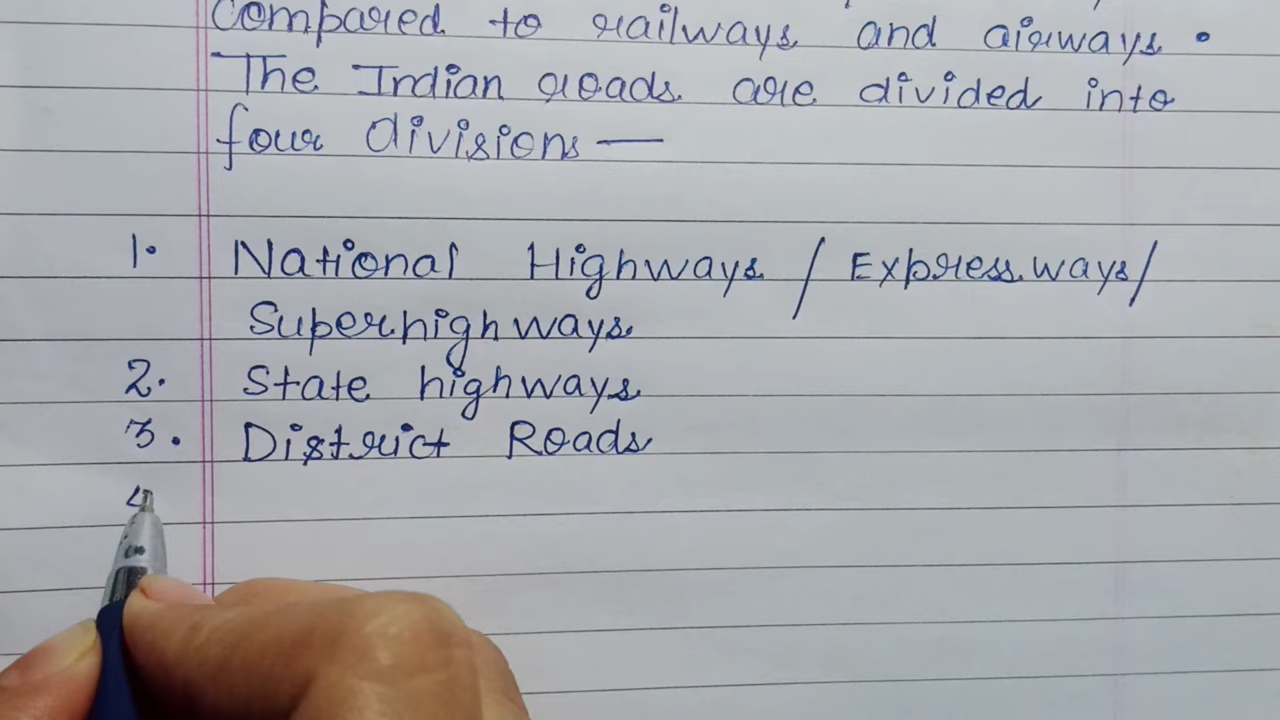 Compared to railways and airways.
The Indian roads are divided into
four divisions —
1. National Highways / Expressways/
Superhighways
2. State highways
3. District Roads
4